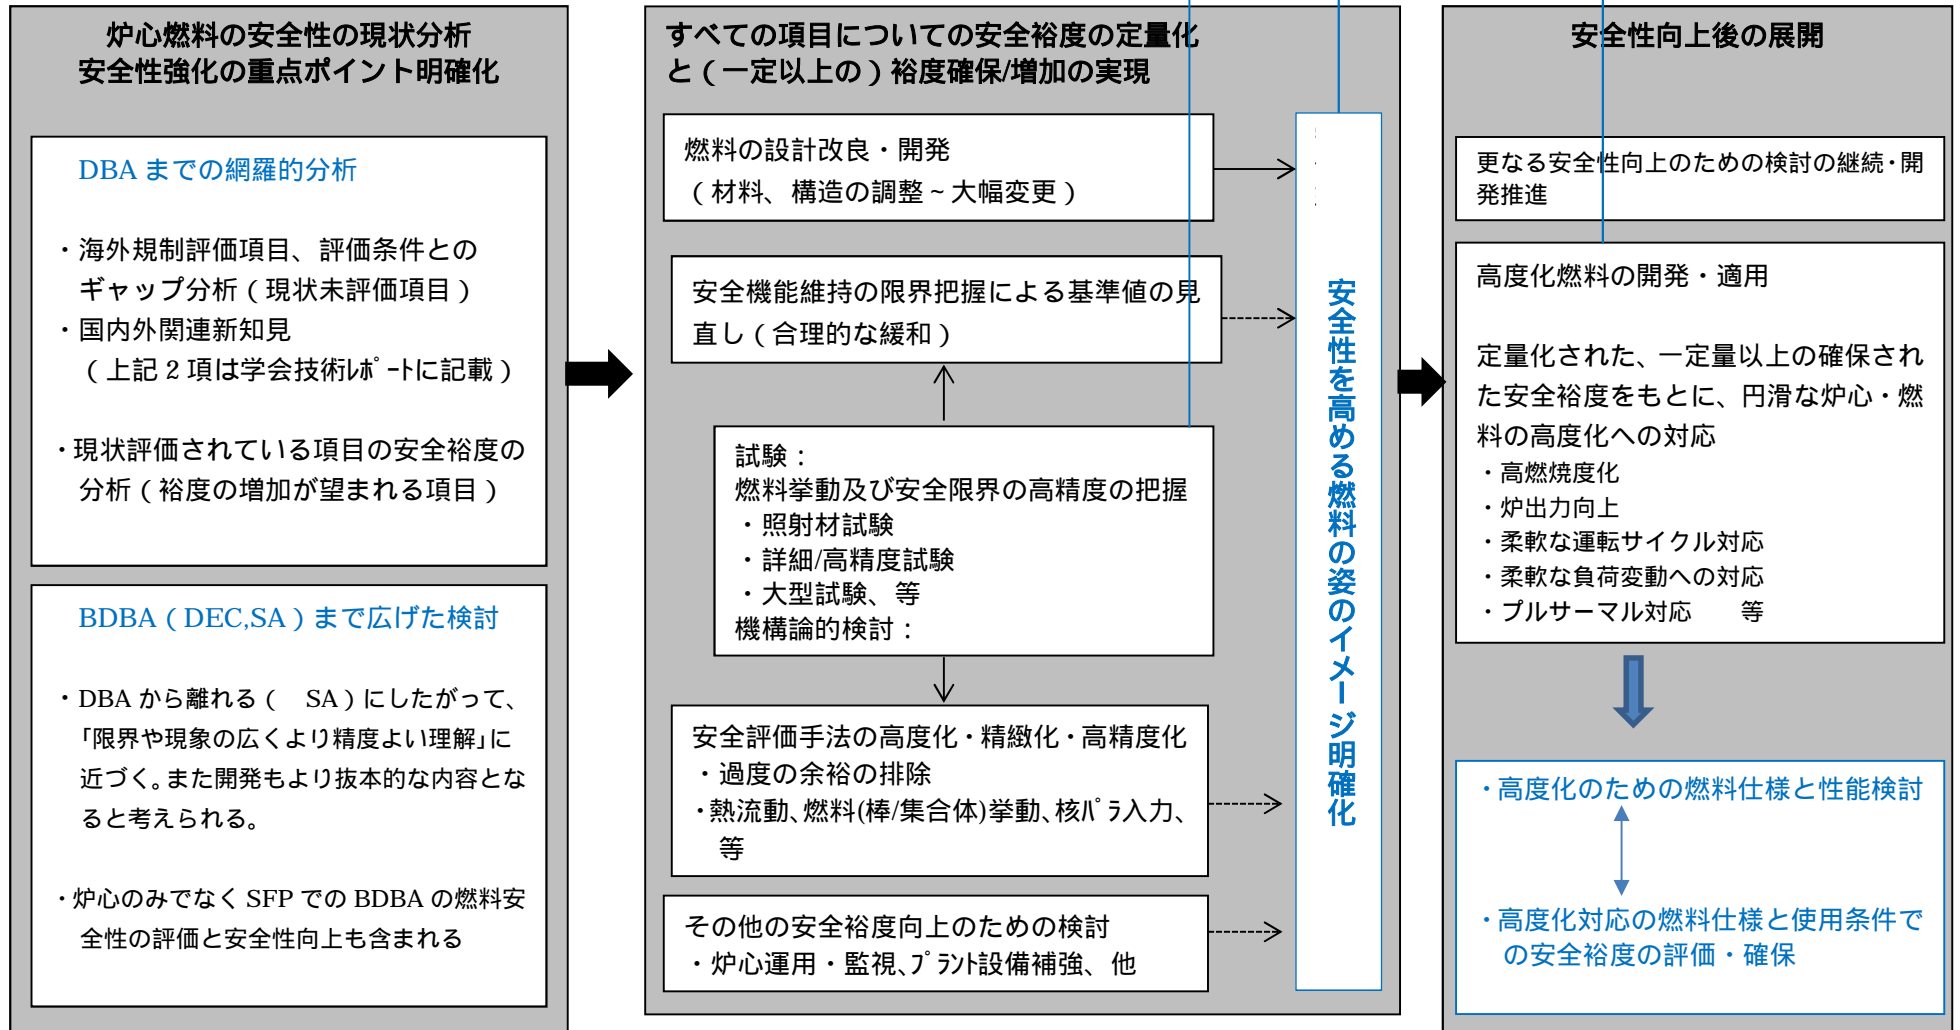 炉心燃料の安全性の現状分析
安全性強化の重点ポイント明確化
DBA までの網羅的分析
・海外規制評価項目、評価条件との
ギャップ分析（現状未評価項目）
・国内外関連新知見
（上記 2 項は学会技術ﾚﾎﾟｰﾄに記載）
・現状評価されている項目の安全裕度の
分析（裕度の増加が望まれる項目）
BDBA（DEC,SA）まで広げた検討
・DBA から離れる（　SA）にしたがって、
「限界や現象の広くより精度よい理解」に
近づく。また開発もより抜本的な内容とな
ると考えられる。
・炉心のみでなく SFP での BDBA の燃料安
全性の評価と安全性向上も含まれる
すべての項目についての安全裕度の定量化
と（一定以上の）裕度確保/増加の実現
燃料の設計改良・開発
（材料、構造の調整～大幅変更）
安全機能維持の限界把握による基準値の見
直し（合理的な緩和）
試験：
燃料挙動及び安全限界の高精度の把握
・照射材試験
・詳細/高精度試験
・大型試験、等
機構論的検討：
安全評価手法の高度化・精緻化・高精度化
・過度の余裕の排除
・熱流動、燃料(棒/集合体)挙動、核ﾊﾟﾗ入力、
等
その他の安全裕度向上のための検討
・炉心運用・監視、ﾌﾟﾗﾝﾄ設備補強、他
安全性を高める燃料の姿のイメージ明確化
安全性向上後の展開
更なる安全性向上のための検討の継続・開
発推進
高度化燃料の開発・適用
定量化された、一定量以上の確保され
た安全裕度をもとに、円滑な炉心・燃
料の高度化への対応
・高燃焼度化
・炉出力向上
・柔軟な運転サイクル対応
・柔軟な負荷変動への対応
・プルサーマル対応　　等
・高度化のための燃料仕様と性能検討
・高度化対応の燃料仕様と使用条件で
の安全裕度の評価・確保